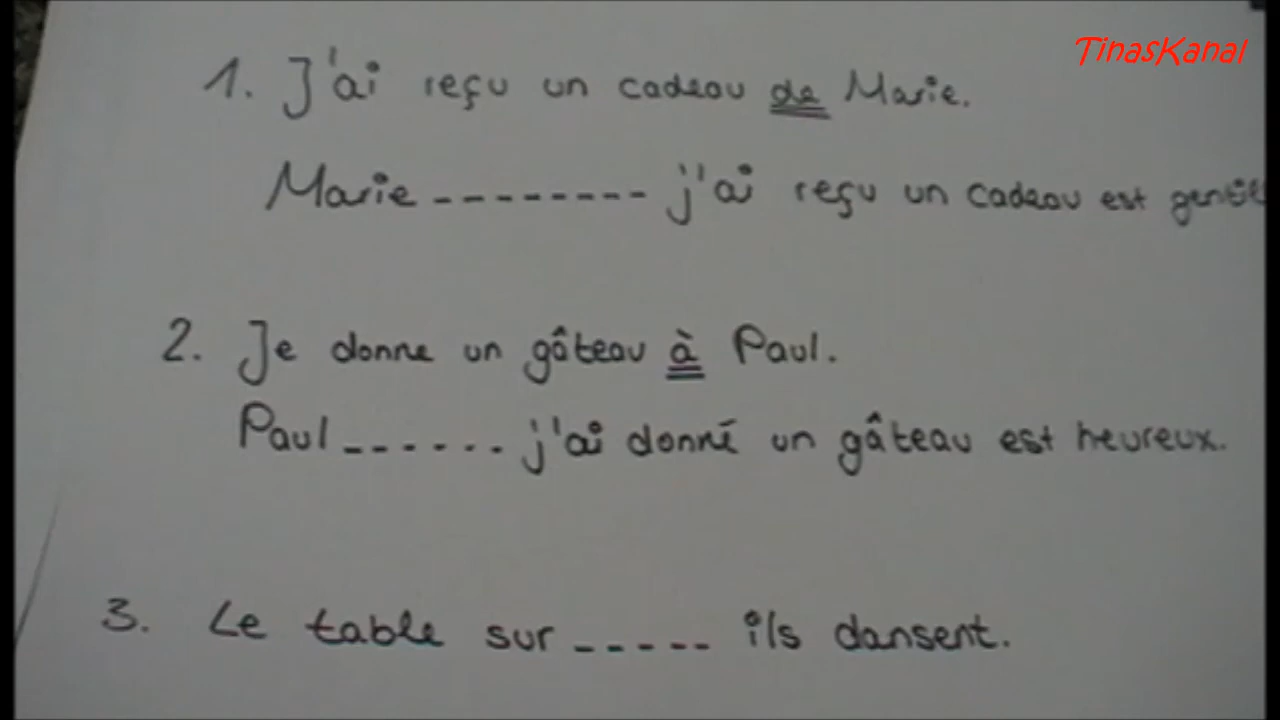 TinasKanal
1. J'ai reçu un cadeau de Marie.
Marie -------- j'ai reçu un cadeau est gentil
2. Je donne un gâteau à Paul.
Paul ------ j'ai donné un gâteau est heureux.
3. Le table sur ----- ils dansent.